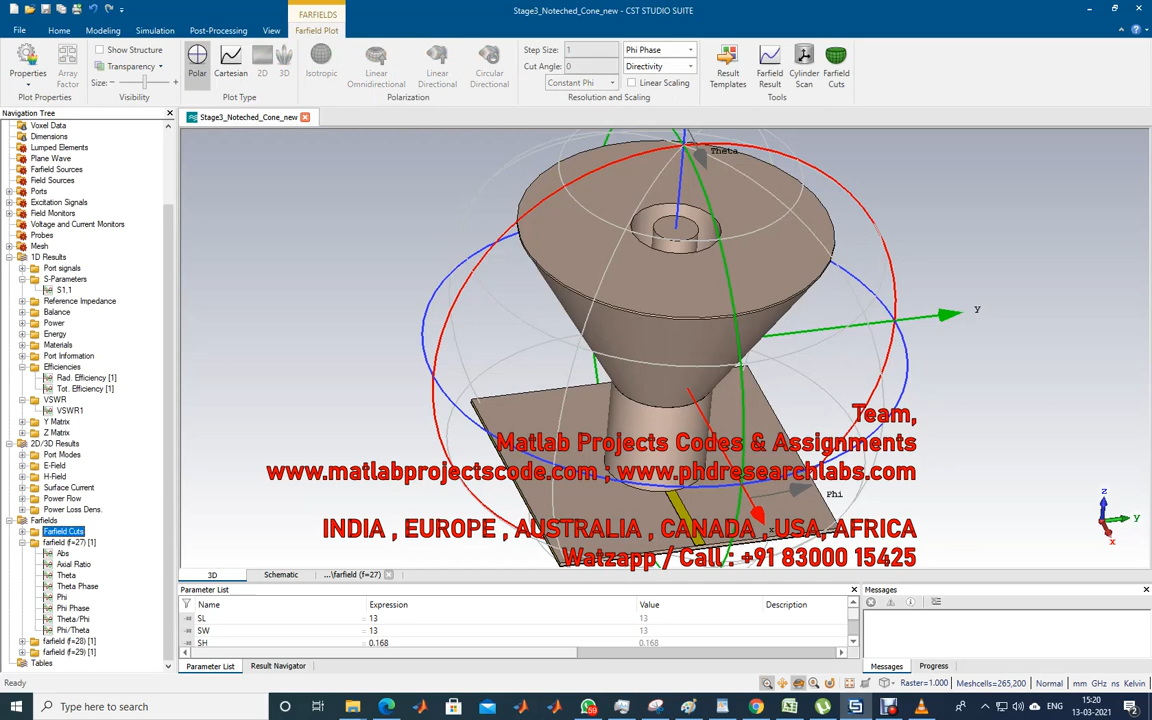 Stage3_Noteched_Cone_new - CST STUDIO SUITE
FARFIELDS
File Home Modeling Simulation Post-Processing View Farfield Plot
Properties
Array Factor
Show Structure
Transparency
Size:
Polar
Cartesian
2D
3D
Isotropic
Linear Omnidirectional
Linear Directional
Circular Directional
Step Size: 1
Cut Angle: 0
Constant Phi
Phi Phase
Directivity
Linear Scaling
Result Templates
Farfield Result
Cylinder Scan
Farfield Cuts
Plot Properties
Visibility
Plot Type
Polarization
Resolution and Scaling
Tools
Navigation Tree
Voxel Data
Dimensions
Lumped Elements
Plane Wave
Farfield Sources
Field Sources
Ports
Excitation Signals
Field Monitors
Voltage and Current Monitors
Probes
Mesh
1D Results
Port signals
S-Parameters
S1,1
Reference Impedance
Balance
Power
Energy
Materials
Port Information
Efficiencies
Rad. Efficiency [1]
Tot. Efficiency [1]
VSWR
VSWR1
Y Matrix
Z Matrix
2D/3D Results
Port Modes
E-Field
H-Field
Surface Current
Power Flow
Power Loss Dens.
Farfields
Farfield Cuts
farfield (f=27) [1]
Abs
Axial Ratio
Theta
Theta Phase
Phi
Phi Phase
Theta/Phi
Phi/Theta
farfield (f=28) [1]
farfield (f=29) [1]
Tables
Stage3_Noteched_Cone_new
Theta
y
Phi
x
Team,
Matlab Projects Codes & Assignments
www.matlabprojectscode.com ; www.phdresearchlabs.com
INDIA , EUROPE , AUSTRALIA , CANADA , USA, AFRICA
Watzapp / Call : +91 83000 15425
z
y
x
3D Schematic ...\farfield (f=27)
Parameter List
Name Expression Value Description
SL = 13 13
SW = 13 13
SH = 0.168 0.168
Parameter List Result Navigator
Messages
Messages Progress
Ready
Raster=1.000 Meshcells=265,200 Normal mm GHz ns Kelvin
Type here to search
59
ENG
15:20
13-03-2021
2